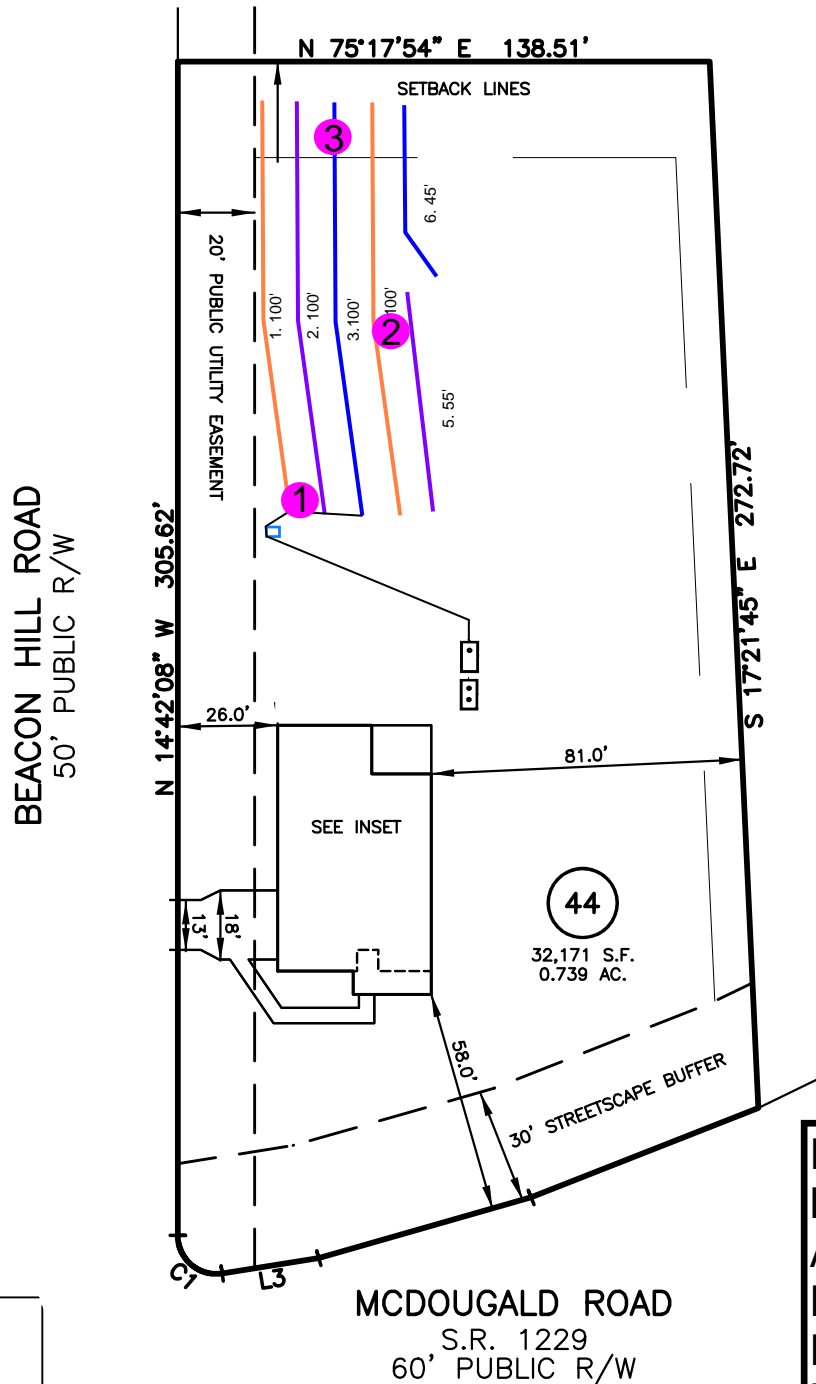 N 75°17'54" E 138.51'
SETBACK LINES
3
6. 45'
20' PUBLIC UTILITY EASEMENT
1. 100'
2. 100'
3.100'
100'
2
5. 55'
1
BEACON HILL ROAD
50' PUBLIC R/W
N 14°42'08" W 305.62'
S 17°21'45" E 272.72'
26.0'
81.0'
SEE INSET
13'
18'
44
32,171 S.F.
0.739 AC.
58.0'
30' STREETSCAPE BUFFER
C1
L3
MCDOUGALD ROAD
S.R. 1229
60' PUBLIC R/W